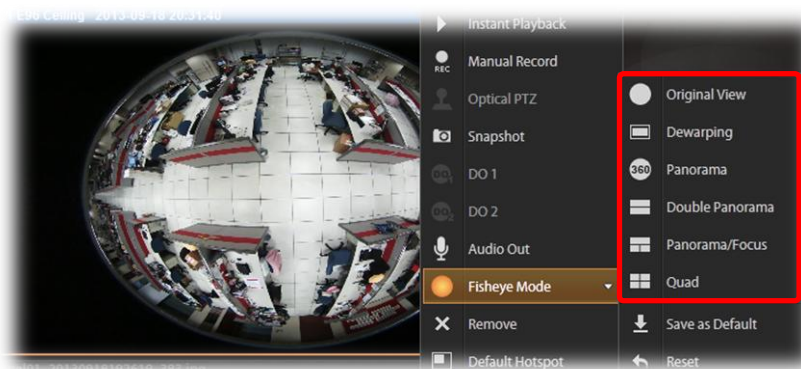 E96 Ceiling 2013-09-18 20:31:40
Instant Playback
REC
Manual Record
Optical PTZ
Snapshot
DO 1
DO 2
Audio Out
Fisheye Mode
Remove
Default Hotspot
Original View
Dewarping
360
Panorama
Double Panorama
Panorama/Focus
Quad
Save as Default
Reset